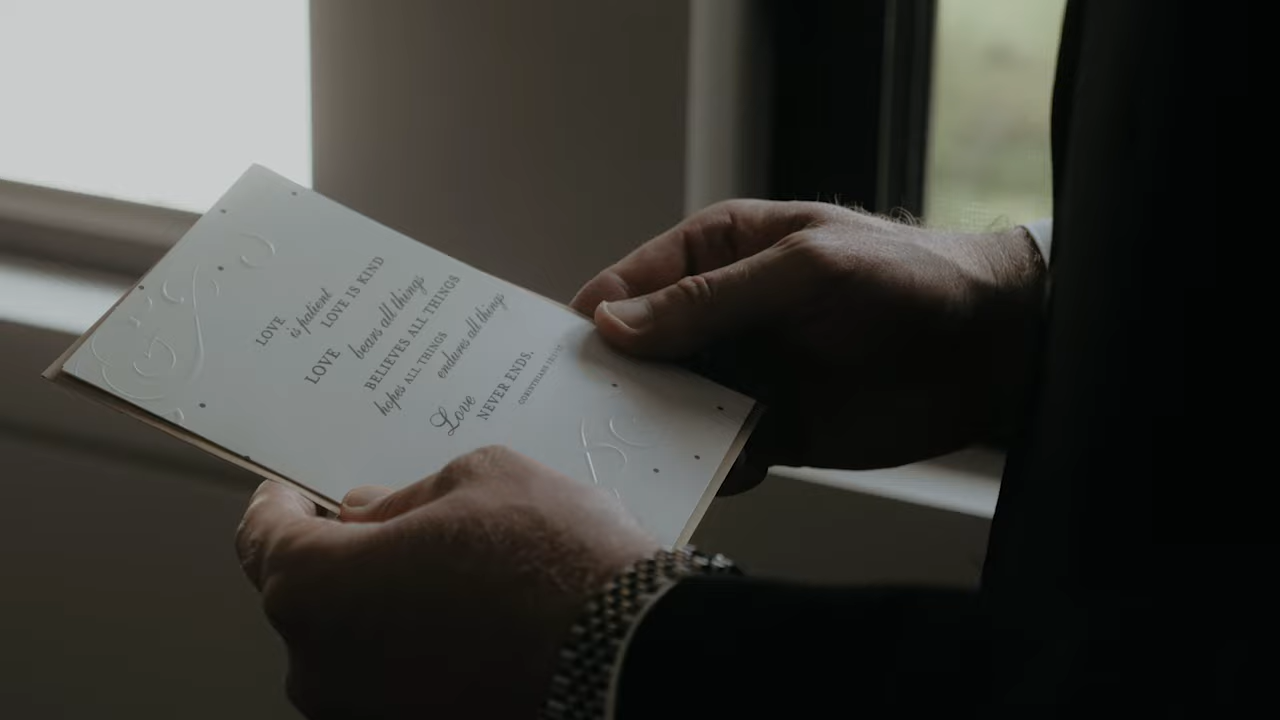 LOVE
is patient
LOVE IS KIND
LOVE
bears all things
BELIEVES ALL THINGS
hopes ALL THINGS
endures all things
Love
NEVER ENDS.
CORINTHIANS